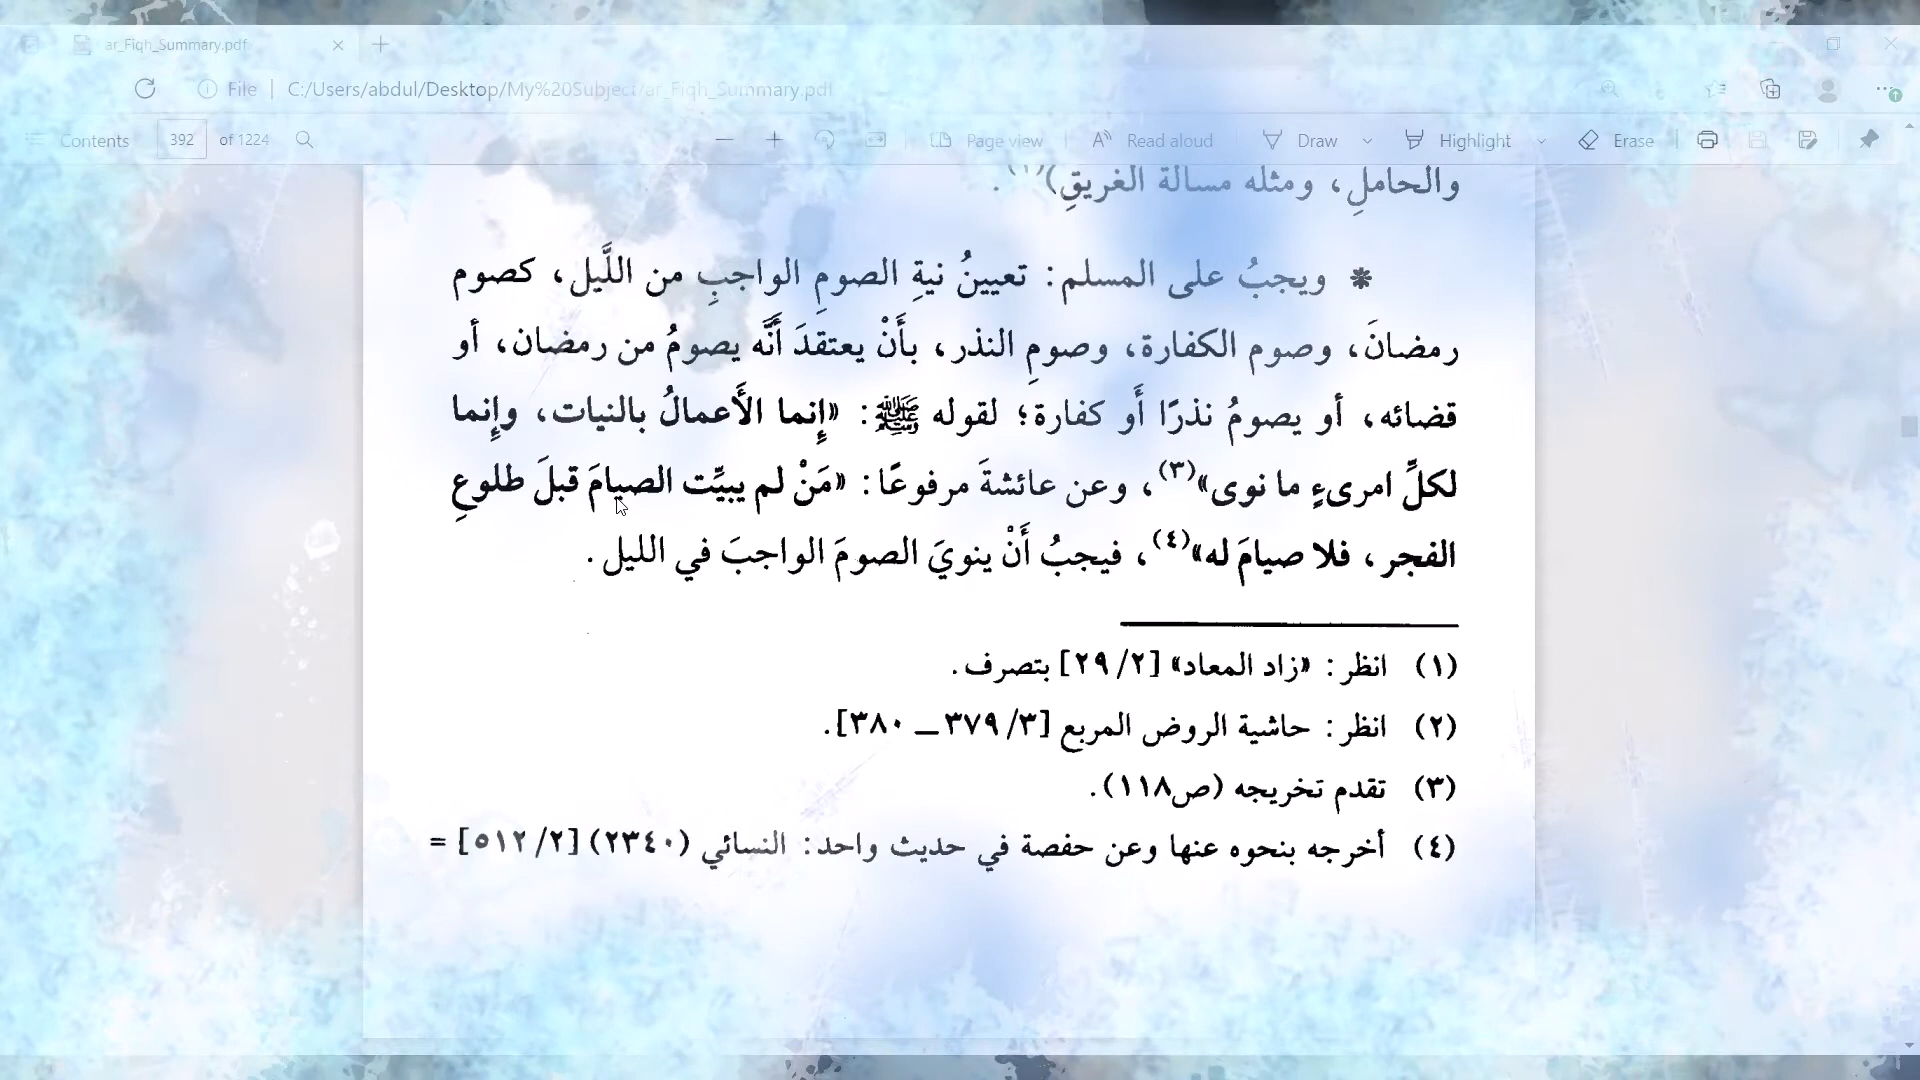 ar_Fiqh_Summary.pdf
File | C:/Users/abdul/Desktop/My%20Subject/ar_Fiqh_Summary.pdf
Contents 392 of 1224 Page view Read aloud Draw Highlight Erase
والحاملِ، ومثله مسألة الغريقِ)(١).
* ويجبُ على المسلم: تعيينُ نيةِ الصومِ الواجبِ من اللَّيل، كصوم
رمضانَ، وصوم الكفارة، وصومِ النذر، بأَنْ يعتقدَ أَنَّه يصومُ من رمضان، أو
قضائه، أو يصومُ نذرًا أَو كفارة؛ لقوله ﷺ: «إِنما الأَعمالُ بالنيات، وإِنما
لكلِّ امرىءٍ ما نوى»(٣)، وعن عائشةَ مرفوعًا: «مَنْ لم يبيِّت الصيامَ قبلَ طلوعِ
الفجر، فلا صيامَ له»(٤)، فيجبُ أَنْ ينويَ الصومَ الواجبَ في الليل.
(١) انظر: «زاد المعاد» [٢/ ٢٩] بتصرف.
(٢) انظر: حاشية الروض المربع [٣/ ٣٧٩ ــ ٣٨٠].
(٣) تقدم تخريجه (ص١١٨).
(٤) أخرجه بنحوه عنها وعن حفصة في حديث واحد: النسائي (٢٣٤٠) [٢/ ٥١٢] =